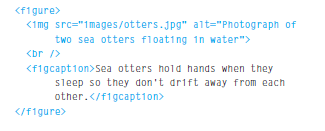 <figure>
<img src="images/otters.jpg" alt="Photograph of
two sea otters floating in water">
<br />
<figcaption>Sea otters hold hands when they
sleep so they don't drift away from each
other.</figcaption>
</figure>